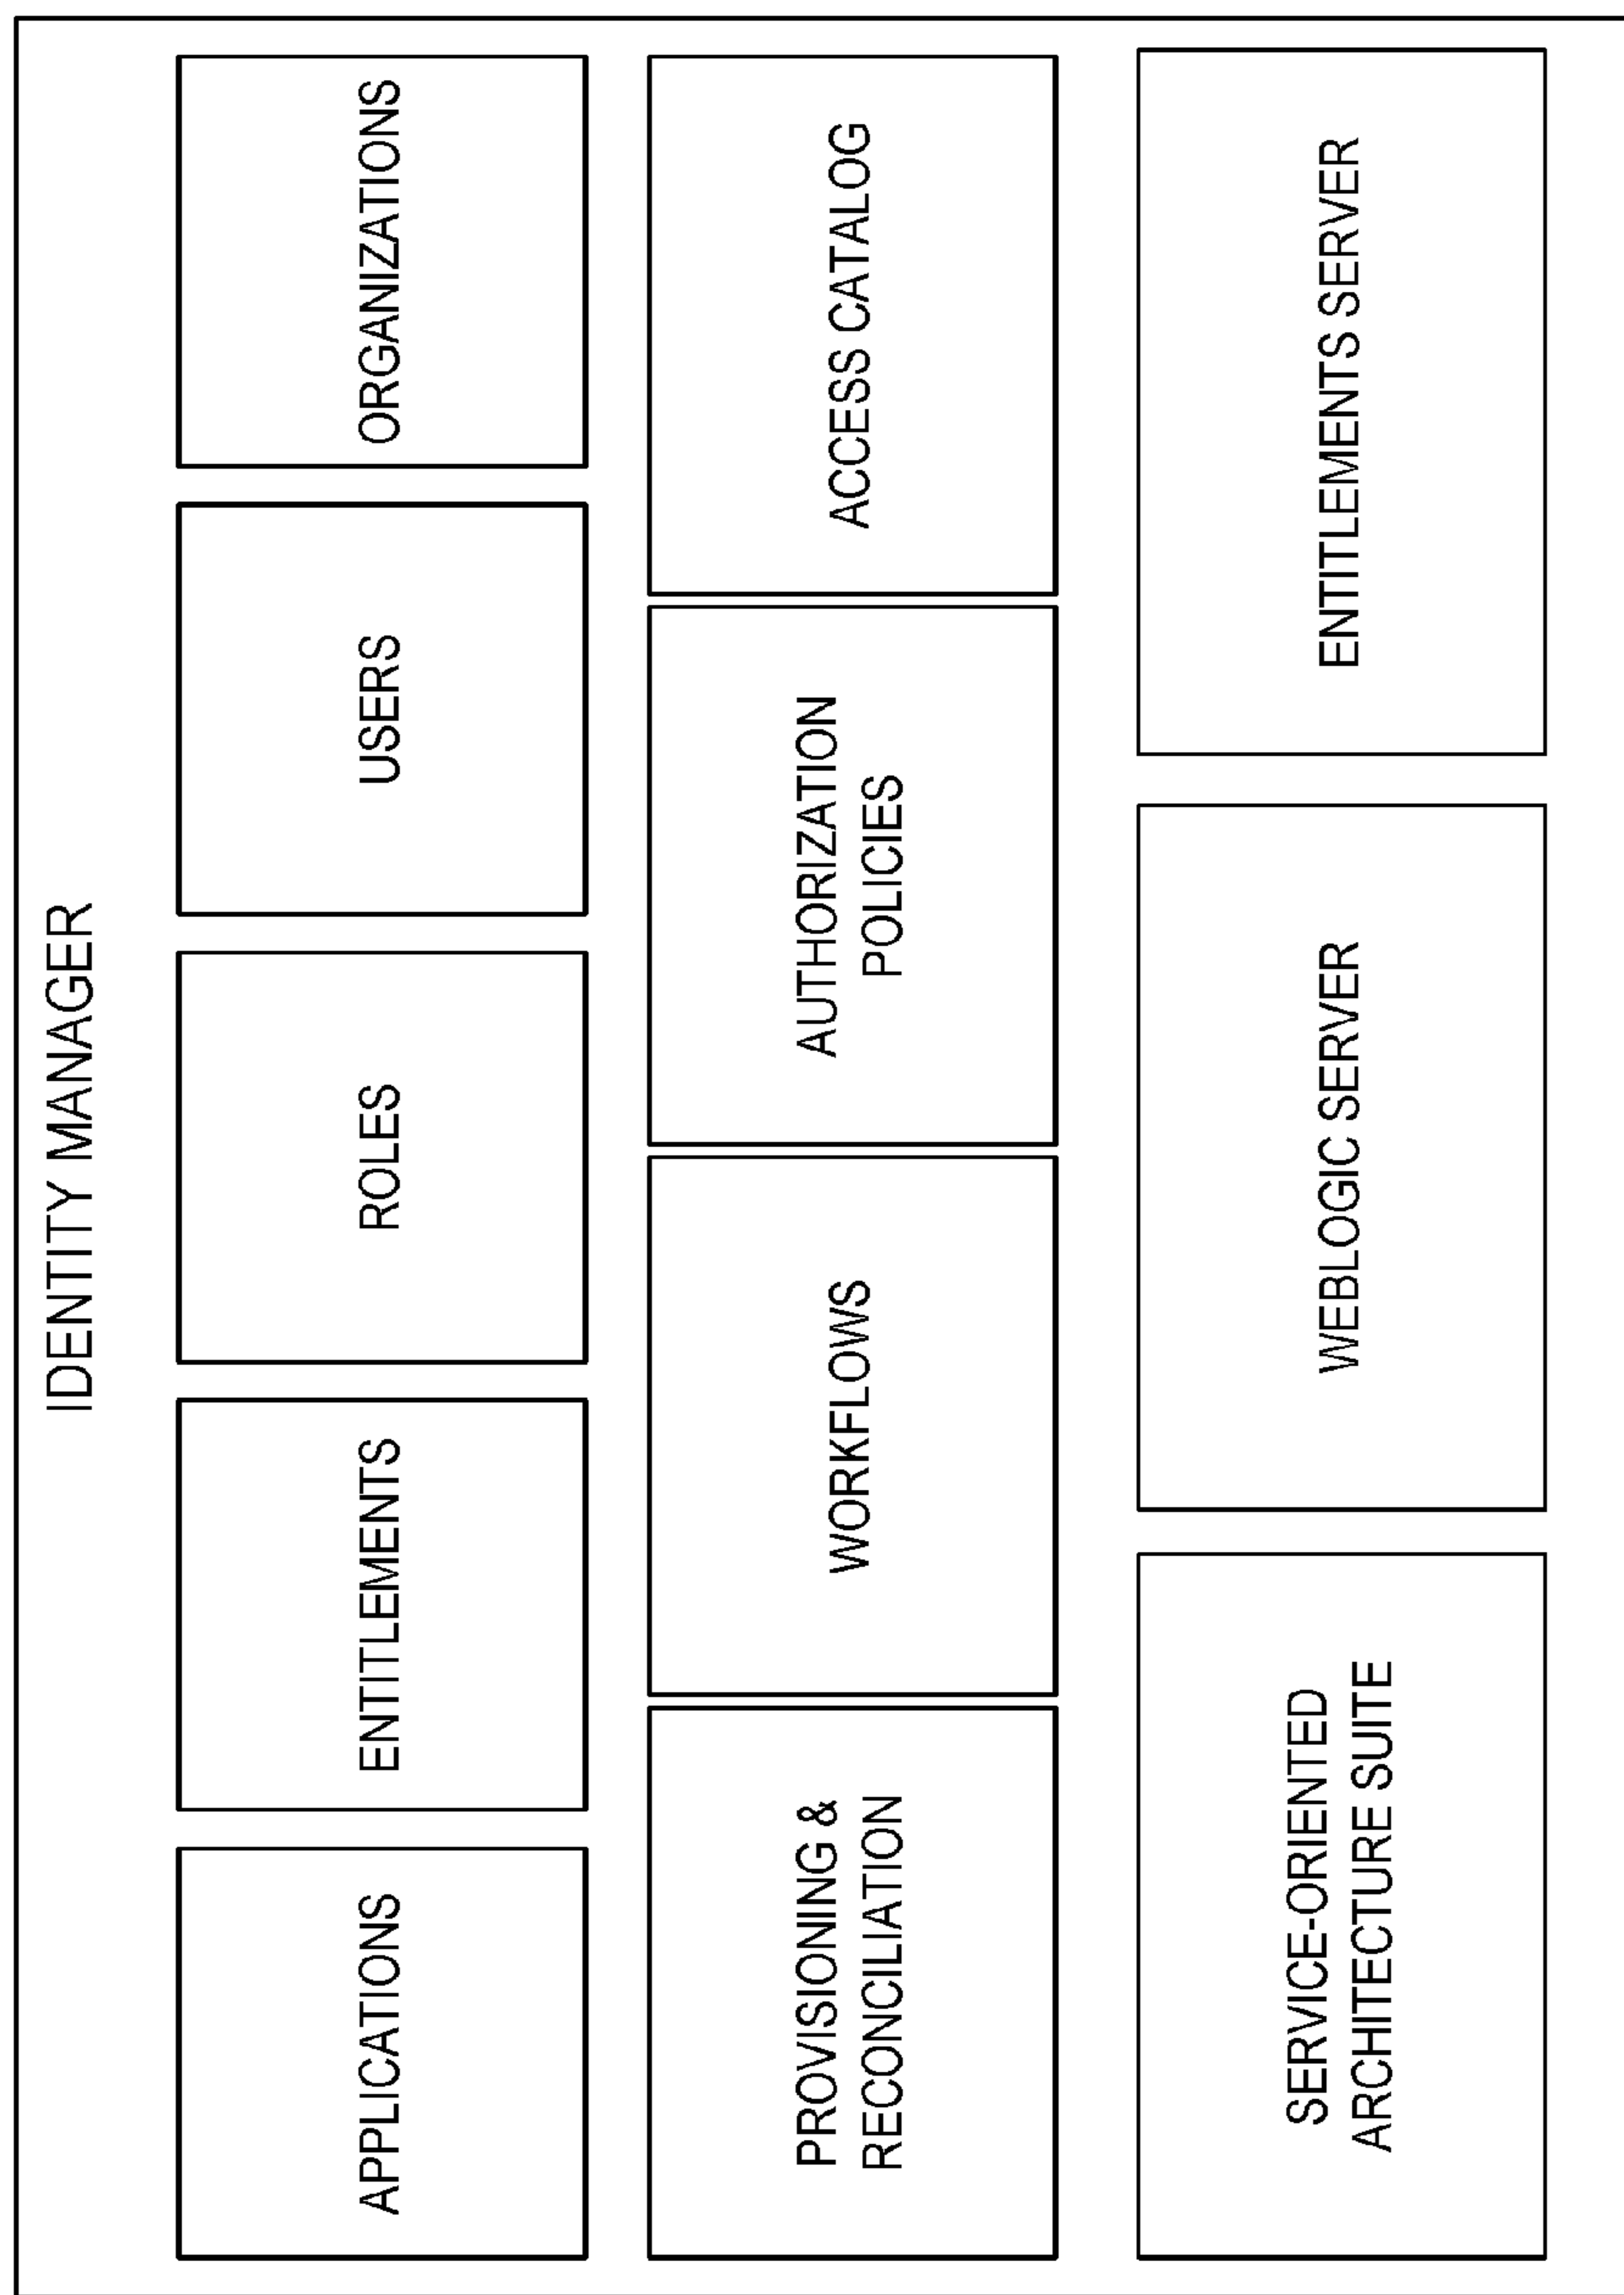 IDENTITY MANAGER
APPLICATIONS
ENTITLEMENTS
ROLES
USERS
ORGANIZATIONS
PROVISIONING &
RECONCILIATION
WORKFLOWS
AUTHORIZATION
POLICIES
ACCESS CATALOG
SERVICE-ORIENTED
ARCHITECTURE SUITE
WEBLOGIC SERVER
ENTITLEMENTS SERVER